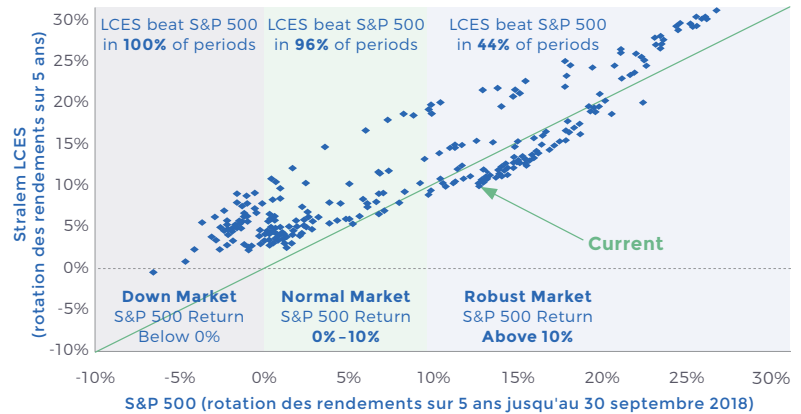 LCES beat S&P 500
in 100% of periods
LCES beat S&P 500
in 96% of periods
LCES beat S&P 500
in 44% of periods
Stralem LCES
(rotation des rendements sur 5 ans)
30%
25%
20%
15%
10%
5%
0%
-5%
-10%
Current
Down Market
S&P 500 Return
Below 0%
Normal Market
S&P 500 Return
0%–10%
Robust Market
S&P 500 Return
Above 10%
-10%
-5%
0%
5%
10%
15%
20%
25%
30%
S&P 500 (rotation des rendements sur 5 ans jusqu'au 30 septembre 2018)